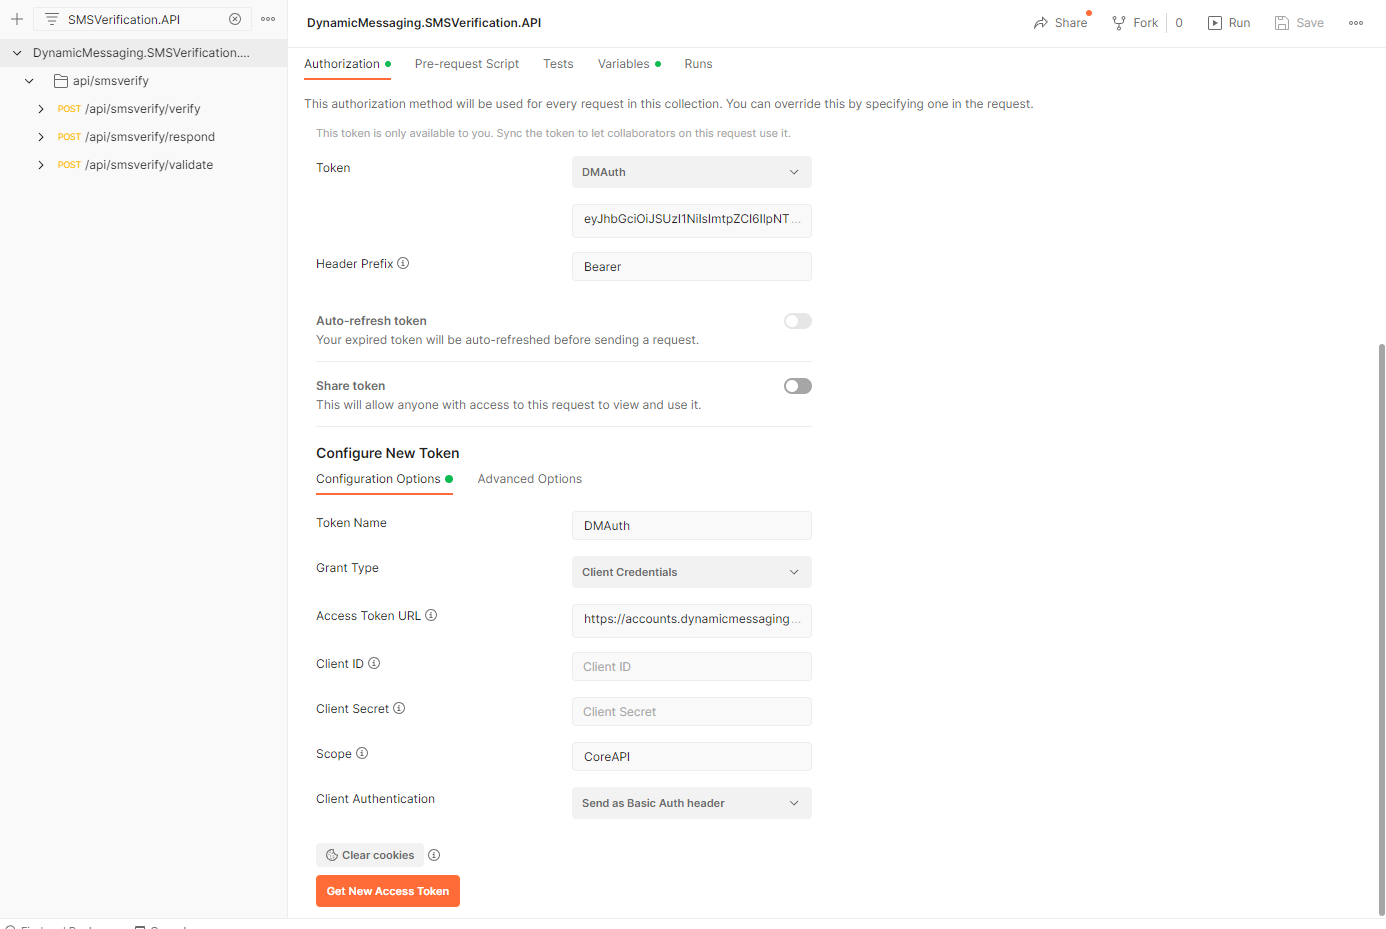 SMSVerification.API
DynamicMessaging.SMSVerification....
api/smsverify
POST /api/smsverify/verify
POST /api/smsverify/respond
POST /api/smsverify/validate
DynamicMessaging.SMSVerification.API
Share
Fork 0
Run
Save
Authorization Pre-request Script Tests Variables Runs
This authorization method will be used for every request in this collection. You can override this by specifying one in the request.
This token is only available to you. Sync the token to let collaborators on this request use it.
Token DMAuth
eyJhbGciOiJSUzI1NiIsImtpZCI6IlpNT...
Header Prefix Bearer
Auto-refresh token
Your expired token will be auto-refreshed before sending a request.
Share token
This will allow anyone with access to this request to view and use it.
Configure New Token
Configuration Options Advanced Options
Token Name DMAuth
Grant Type Client Credentials
Access Token URL https://accounts.dynamicmessaging...
Client ID Client ID
Client Secret Client Secret
Scope CoreAPI
Client Authentication Send as Basic Auth header
Clear cookies
Get New Access Token